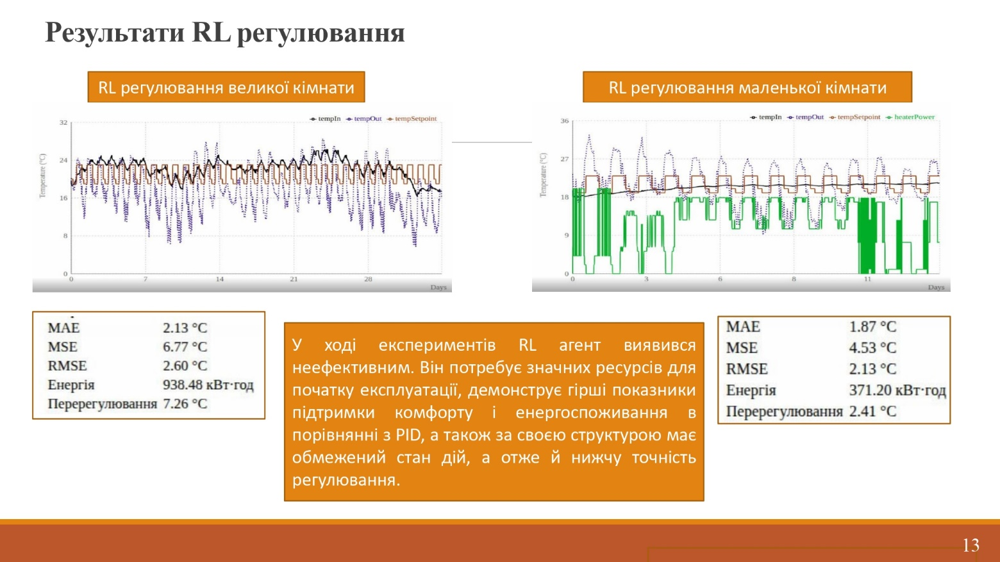 Результати RL регулювання
RL регулювання великої кімнати
tempIn tempOut tempSetpoint
32
24
16
8
0
Temperature (°C)
0 7 14 21 28
Days
RL регулювання маленької кімнати
tempIn tempOut tempSetpoint heaterPower
36
27
18
9
0
Temperature (°C)
0 3 6 8 11
Days
MAE 2.13 °C
MSE 6.77 °C
RMSE 2.60 °C
Енергія 938.48 кВт·год
Перерегулювання 7.26 °C
У ході експериментів RL агент виявився
неефективним. Він потребує значних ресурсів для
початку експлуатації, демонструє гірші показники
підтримки комфорту і енергоспоживання в
порівнянні з PID, а також за своєю структурою має
обмежений стан дій, а отже й нижчу точність
регулювання.
MAE 1.87 °C
MSE 4.53 °C
RMSE 2.13 °C
Енергія 371.20 кВт·год
Перерегулювання 2.41 °C
13